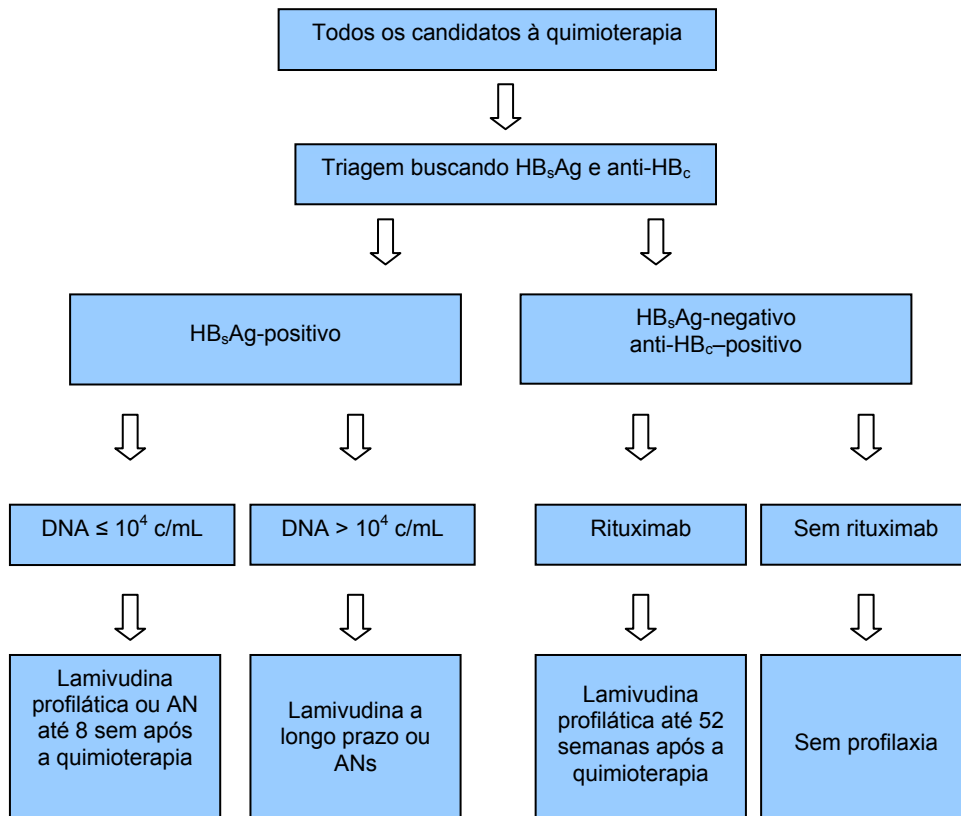 Todos os candidatos à quimioterapia
Triagem buscando HBsAg e anti-HBc
HBsAg-positivo
HBsAg-negativo
anti-HBc–positivo
DNA ≤ 10⁴ c/mL
DNA > 10⁴ c/mL
Rituximab
Sem rituximab
Lamivudina
profilática ou AN
até 8 sem após
a quimioterapia
Lamivudina a
longo prazo ou
ANs
Lamivudina
profilática até 52
semanas após a
quimioterapia
Sem profilaxia